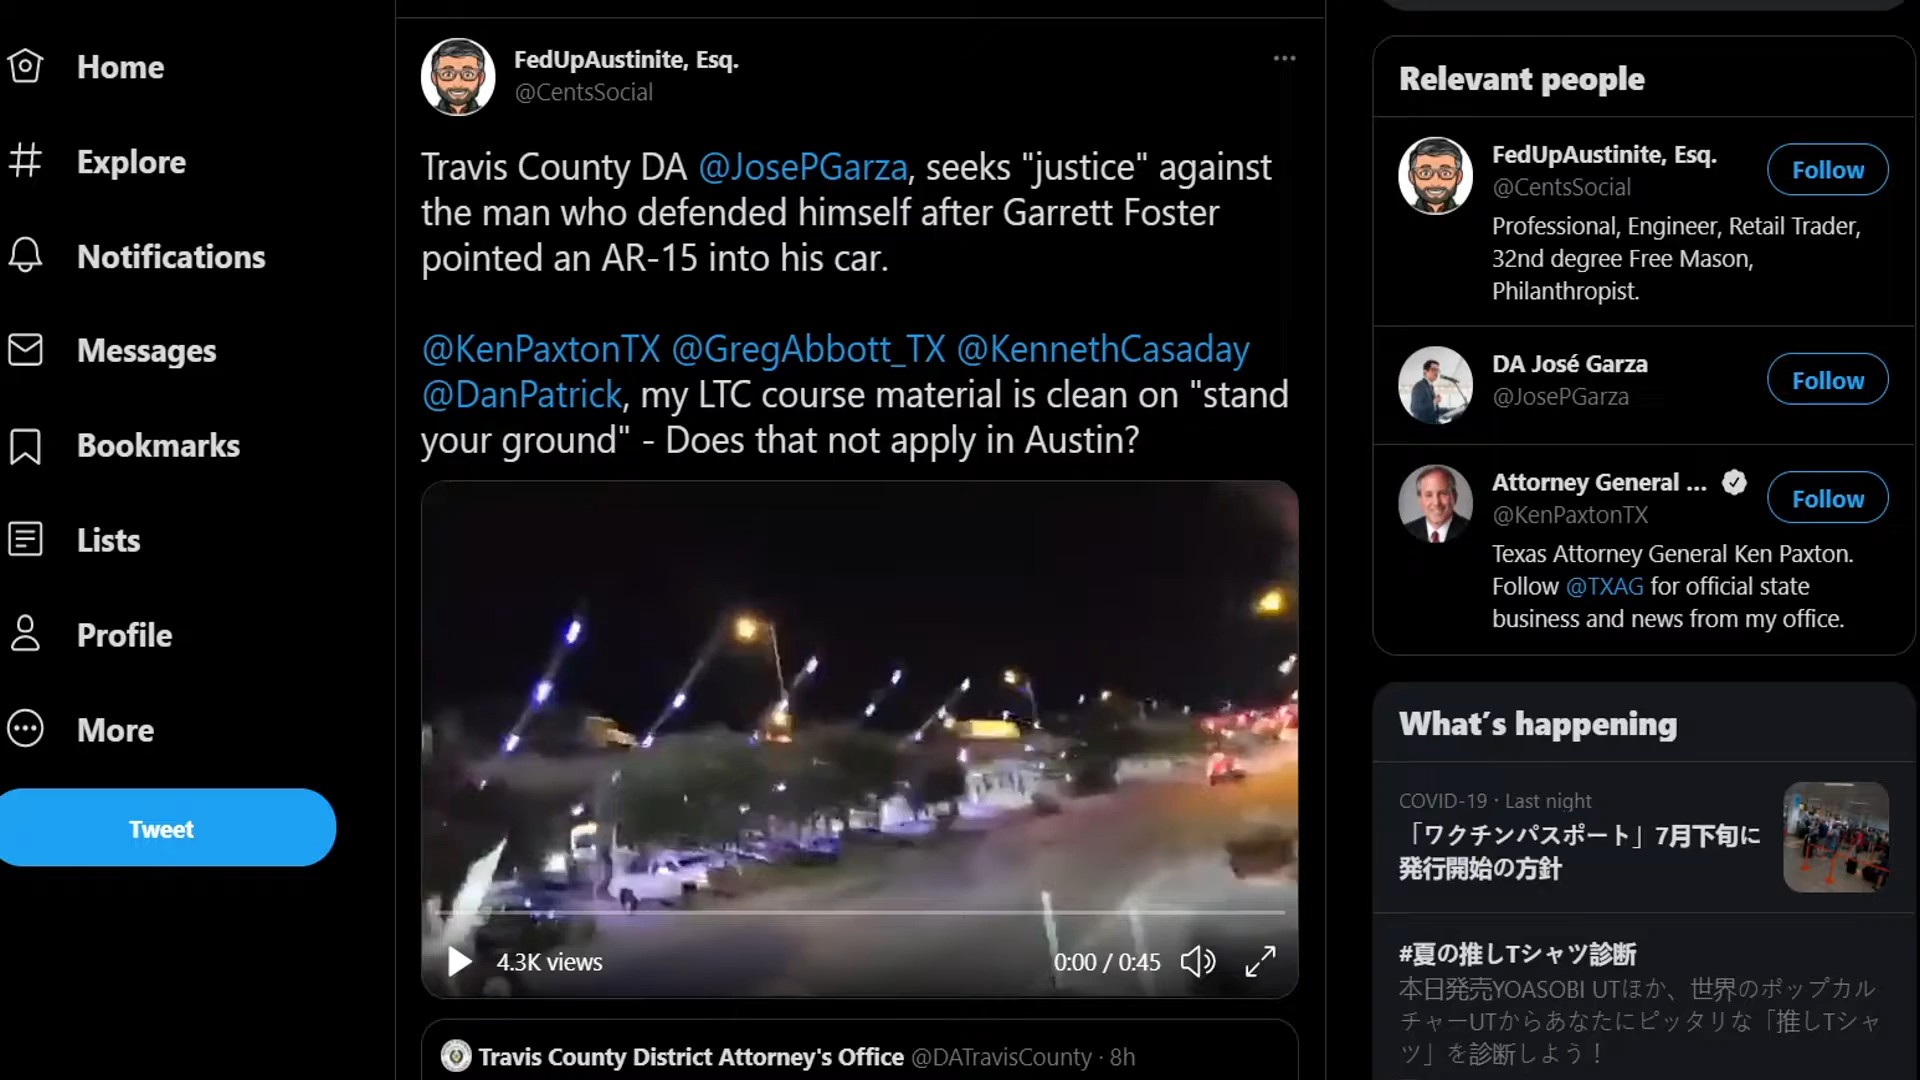 Home
Explore
Notifications
Messages
Bookmarks
Lists
Profile
More
Tweet
FedUpAustinite, Esq.
@CentsSocial
Travis County DA @JosePGarza, seeks "justice" against
the man who defended himself after Garrett Foster
pointed an AR-15 into his car.
@KenPaxtonTX @GregAbbott_TX @KennethCasaday
@DanPatrick, my LTC course material is clean on "stand
your ground" - Does that not apply in Austin?
4.3K views
0:00 / 0:45
Travis County District Attorney's Office @DATravisCounty · 8h
Relevant people
FedUpAustinite, Esq.
@CentsSocial
Follow
Professional, Engineer, Retail Trader,
32nd degree Free Mason,
Philanthropist.
DA José Garza
@JosePGarza
Follow
Attorney General ...
@KenPaxtonTX
Follow
Texas Attorney General Ken Paxton.
Follow @TXAG for official state
business and news from my office.
What's happening
COVID-19 · Last night
「ワクチンパスポート」7月下旬に
発行開始の方針
#夏の推しTシャツ診断
本日発売YOASOBI UTほか、世界のポップカル
チャーUTからあなたにピッタリな「推しTシャ
ツ」を診断しよう！